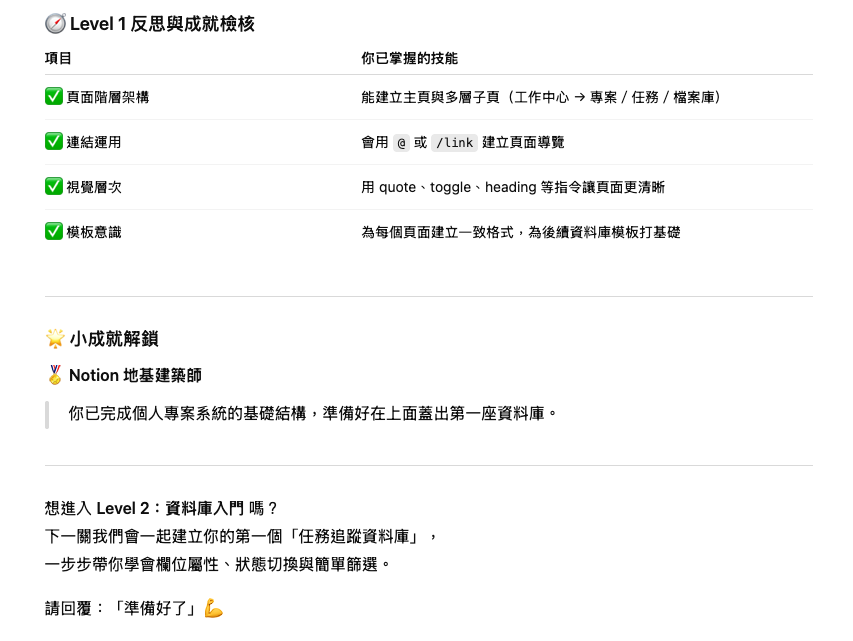 🧭 Level 1 反思與成就檢核
項目 你已掌握的技能
✅ 頁面階層架構 能建立主頁與多層子頁（工作中心 → 專案 / 任務 / 檔案庫）
✅ 連結運用 會用 @ 或 /link 建立頁面導覽
✅ 視覺層次 用 quote、toggle、heading 等指令讓頁面更清晰
✅ 模板意識 為每個頁面建立一致格式，為後續資料庫模板打基礎
🌟 小成就解鎖
🏅 Notion 地基建築師
你已完成個人專案系統的基礎結構，準備好在上面蓋出第一座資料庫。
想進入 Level 2：資料庫入門 嗎？
下一關我們會一起建立你的第一個「任務追蹤資料庫」，
一步步帶你學會欄位屬性、狀態切換與簡單篩選。
請回覆：「準備好了」💪